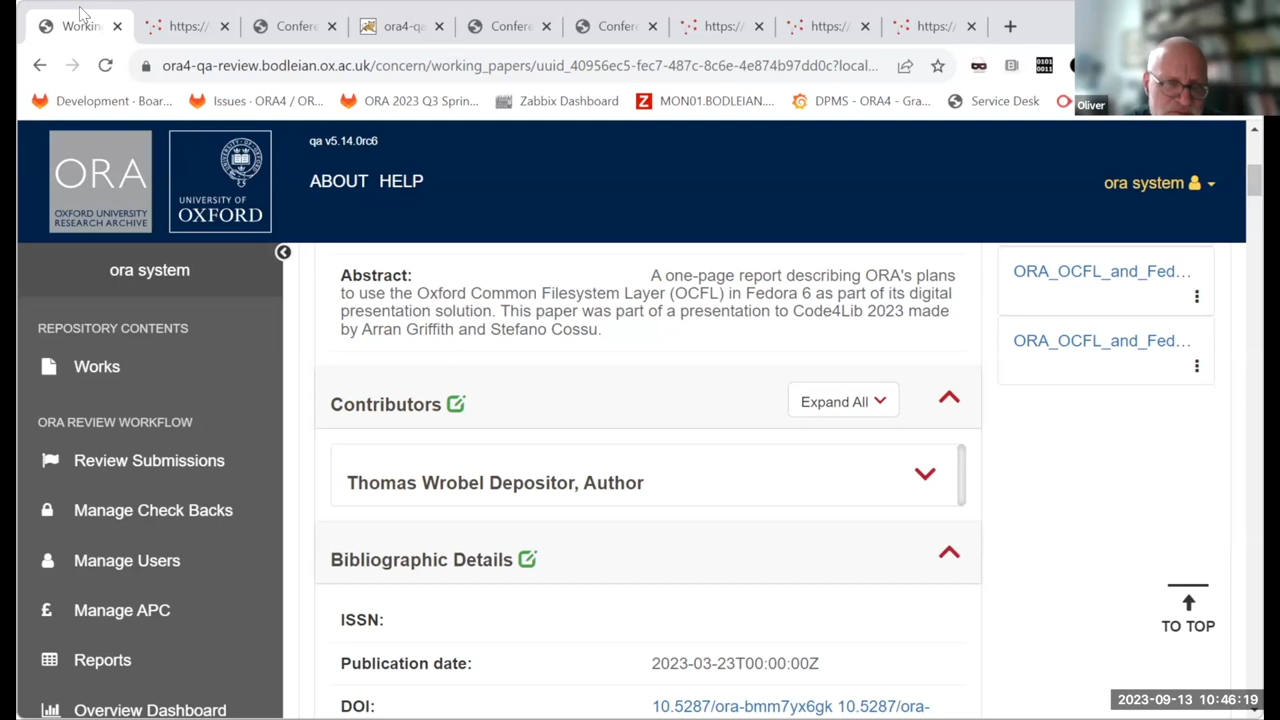 Workin
https://
Confere
ora4-qa
Confere
Confere
https://
https://
https://
ora4-qa-review.bodleian.ox.ac.uk/concern/working_papers/uuid_40956ec5-fec7-487c-8c6e-4e874b97dd0c?local...
Development · Boar...
Issues · ORA4 / OR...
ORA 2023 Q3 Sprin...
Zabbix Dashboard
MON01.BODLEIAN....
DPMS - ORA4 - Gra...
Service Desk
Oliver
ORA
OXFORD UNIVERSITY
RESEARCH ARCHIVE
UNIVERSITY OF
OXFORD
qa v5.14.0rc6
ABOUT HELP
ora system
ora system
REPOSITORY CONTENTS
Works
ORA REVIEW WORKFLOW
Review Submissions
Manage Check Backs
Manage Users
Manage APC
Reports
Overview Dashboard
Abstract: A one-page report describing ORA's plans
to use the Oxford Common Filesystem Layer (OCFL) in Fedora 6 as part of its digital
presentation solution. This paper was part of a presentation to Code4Lib 2023 made
by Arran Griffith and Stefano Cossu.
Contributors
Expand All
Thomas Wrobel Depositor, Author
Bibliographic Details
ISSN:
Publication date: 2023-03-23T00:00:00Z
DOI: 10.5287/ora-bmm7yx6gk 10.5287/ora-
ORA_OCFL_and_Fed...
ORA_OCFL_and_Fed...
TO TOP
2023-09-13 10:46:19